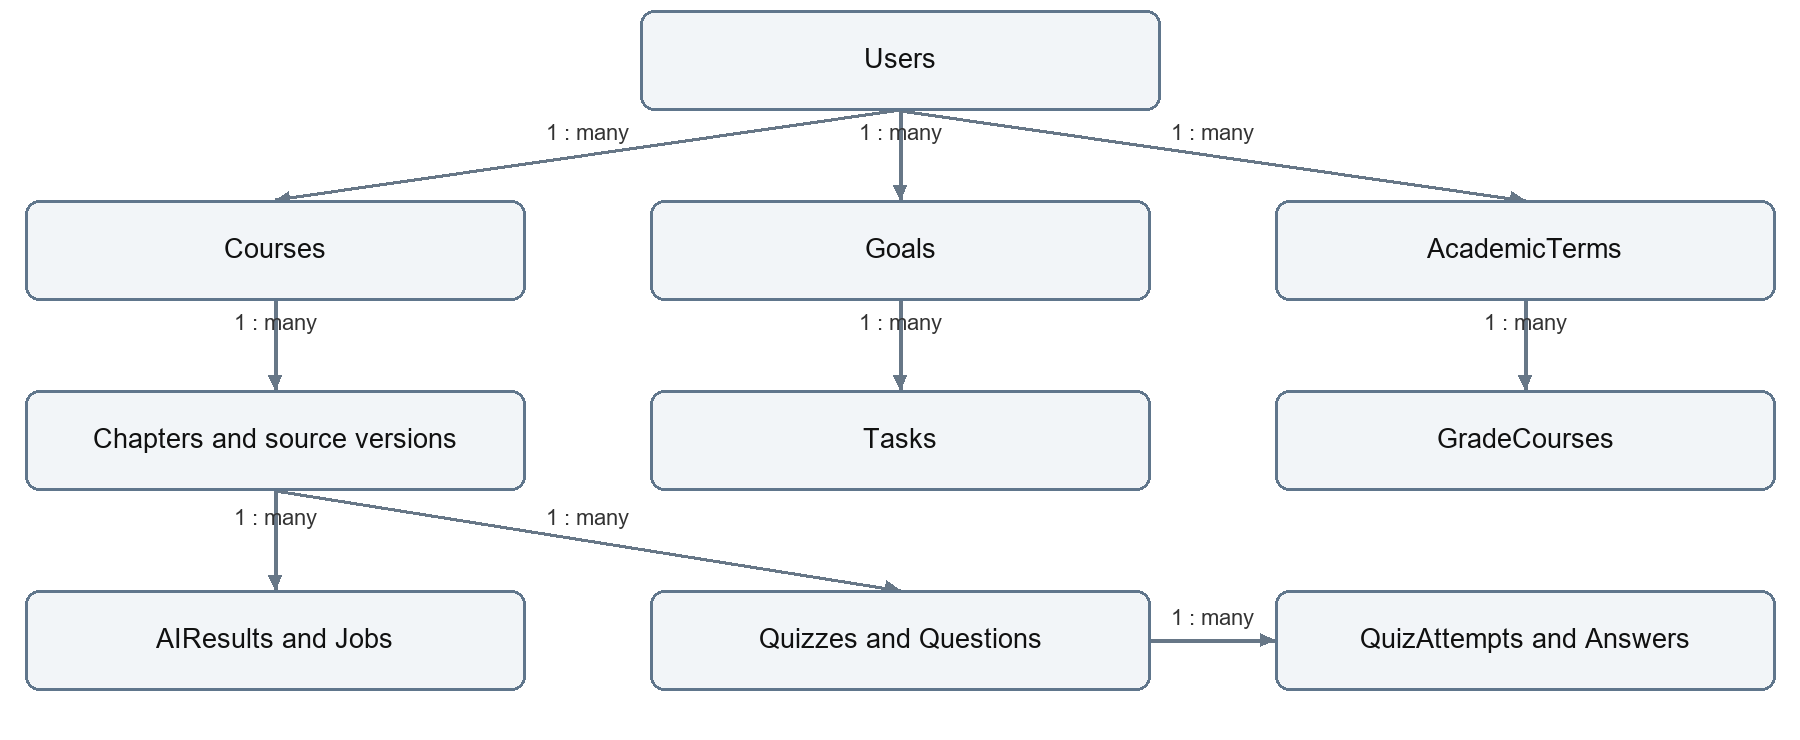 Users
1 : many
1 : many
1 : many
Courses
Goals
AcademicTerms
1 : many
1 : many
1 : many
Chapters and source versions
Tasks
GradeCourses
1 : many
1 : many
AIResults and Jobs
Quizzes and Questions
1 : many
QuizAttempts and Answers